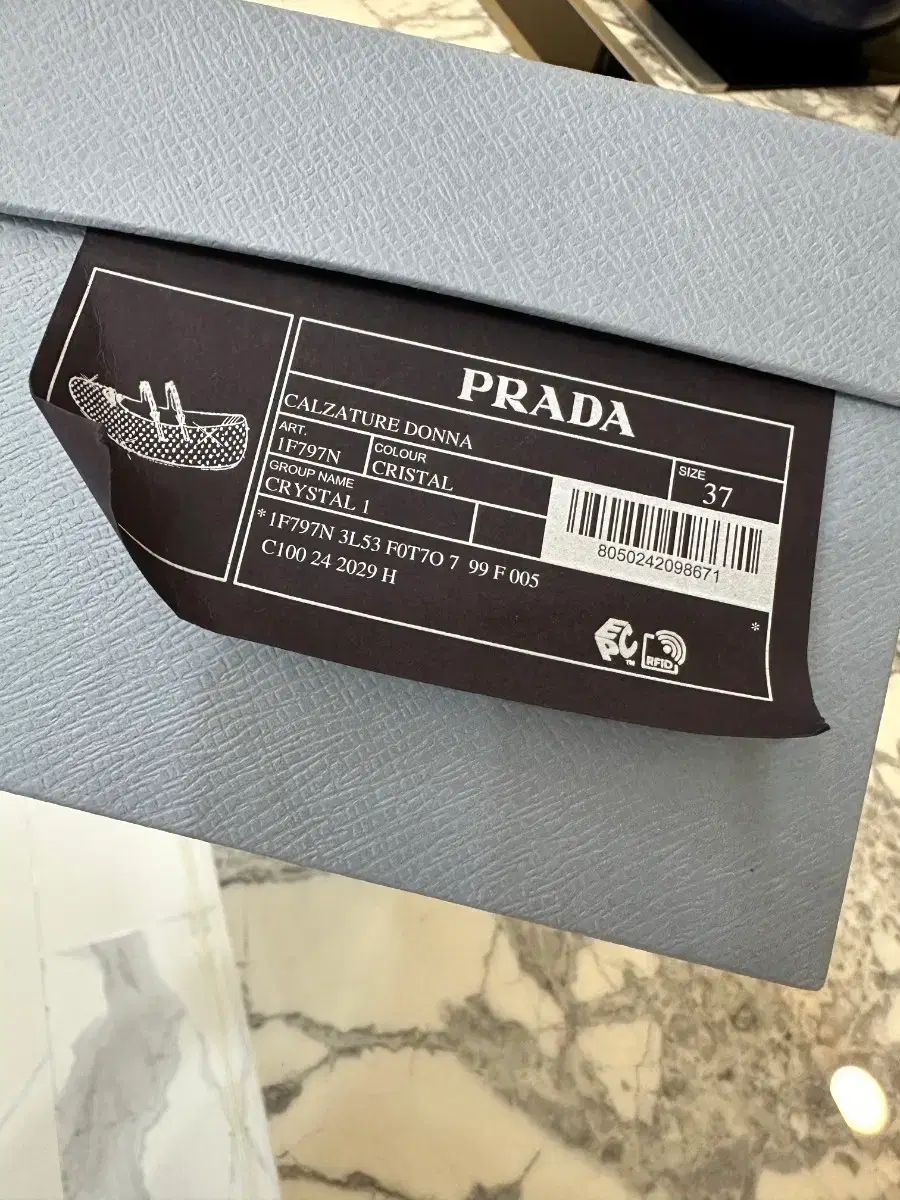 PRADA
CALZATURE DONNA
ART.
1F797N
COLOUR
CRISTAL
SIZE
37
GROUP NAME
CRYSTAL 1
8050242098671
*1F797N 3L53 F0T7O 7 99 F 005
C100 24 2029 H
*
EPC™
RFID